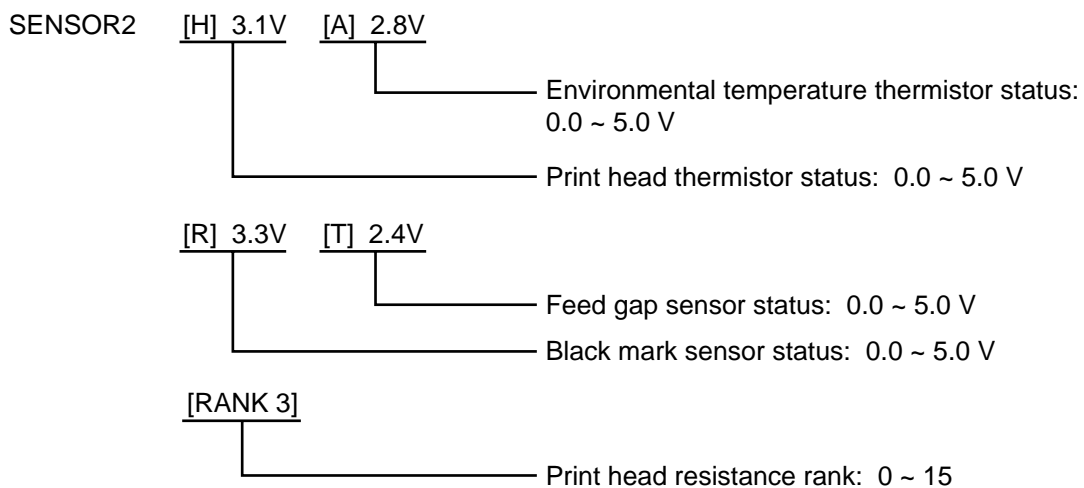 SENSOR2 [H] 3.1V [A] 2.8V
Environmental temperature thermistor status:
0.0 ~ 5.0 V
Print head thermistor status: 0.0 ~ 5.0 V
[R] 3.3V [T] 2.4V
Feed gap sensor status: 0.0 ~ 5.0 V
Black mark sensor status: 0.0 ~ 5.0 V
[RANK 3]
Print head resistance rank: 0 ~ 15